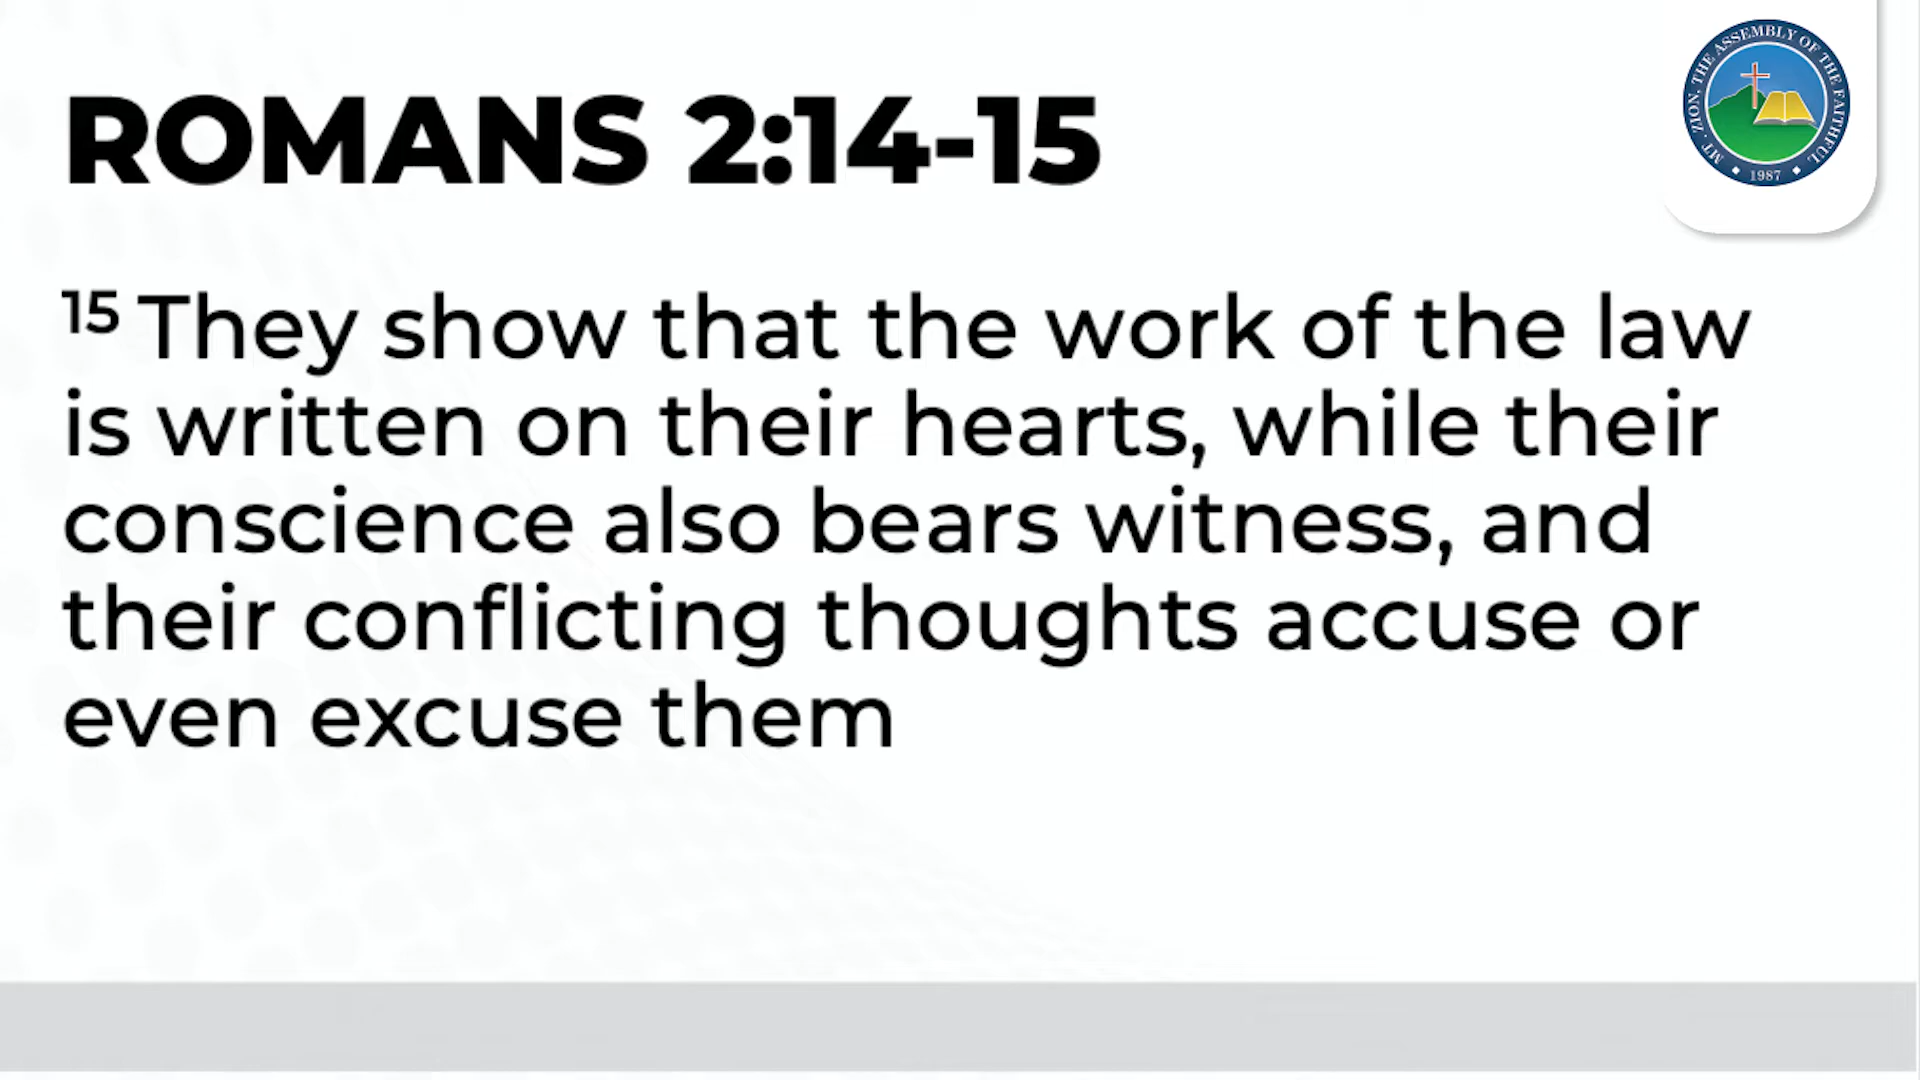 MT. ZION, THE ASSEMBLY OF THE FAITHFUL
1987
ROMANS 2:14-15
15 They show that the work of the law
is written on their hearts, while their
conscience also bears witness, and
their conflicting thoughts accuse or
even excuse them